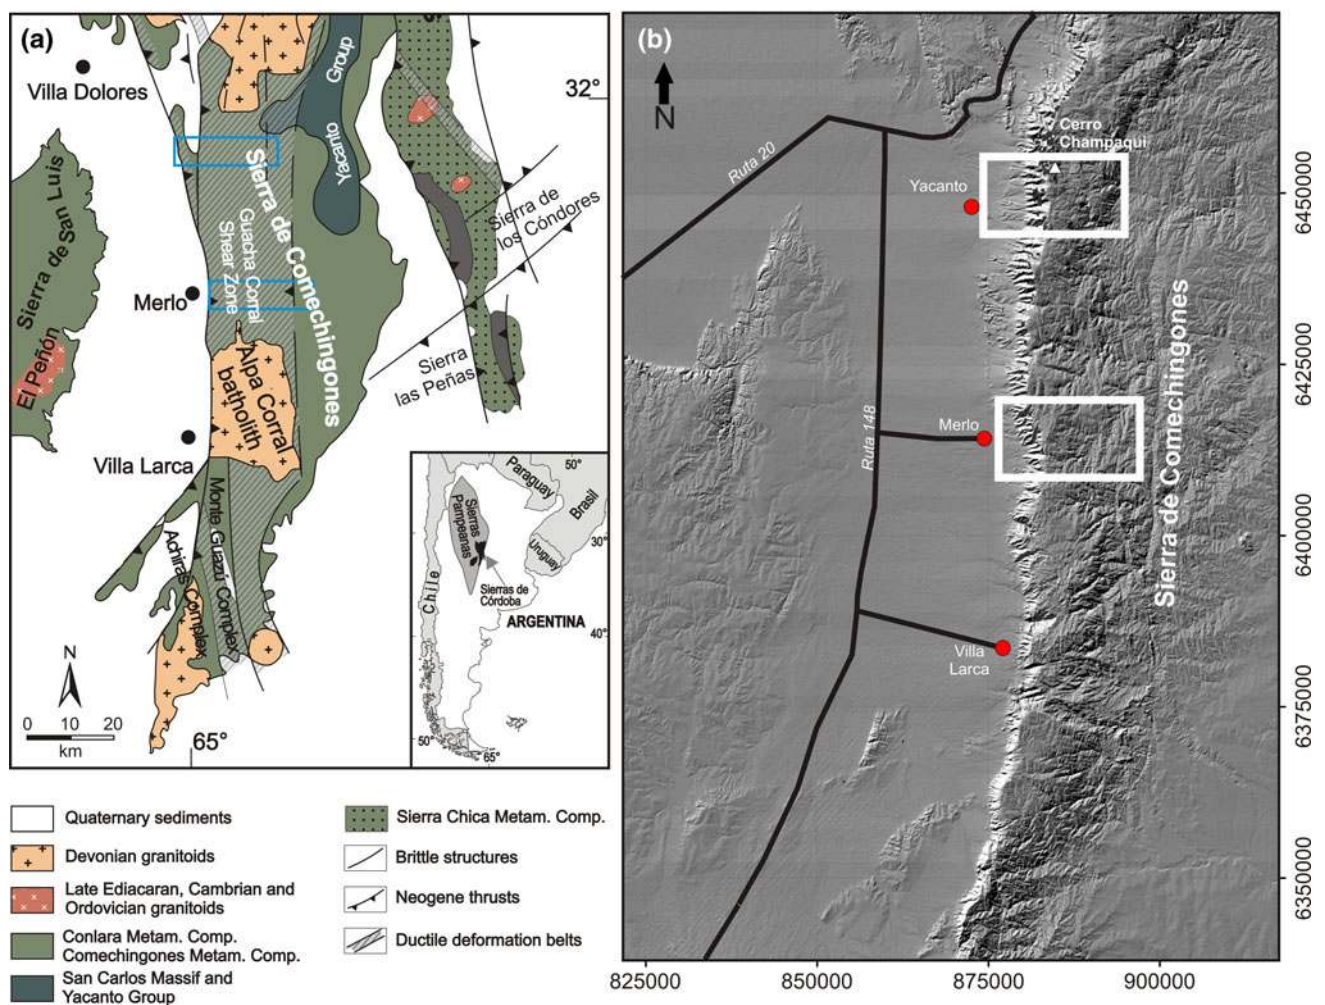 (a)
Villa Dolores
Group
Yacanto
32°
Sierra de San Luis
El Peñón
Sierra de Comechingones
Guacha Corral
Shear Zone
Sierra de
los Cóndores
Merlo
Sierra
las Peñas
Alpa Corral
batholith
Villa Larca
Monte Guazú Complex
Achiras Complex
N
0 10 20
km
65°
50°
Paraguay
Brasil
Sierras
Pampeanas
30°
Uruguay
Chile
Sierras de
Córdoba
ARGENTINA
40°
50°
65°
Quaternary sediments
Devonian granitoids
Late Ediacaran, Cambrian and
Ordovician granitoids
Conlara Metam. Comp.
Comechingones Metam. Comp.
San Carlos Massif and
Yacanto Group
Sierra Chica Metam. Comp.
Brittle structures
Neogene thrusts
Ductile deformation belts
(b)
N
Ruta 20
Cerro
Champaqui
Yacanto
Merlo
Ruta 148
Sierra de Comechingones
Villa
Larca
6450000
6425000
6400000
6375000
6350000
825000
850000
875000
900000